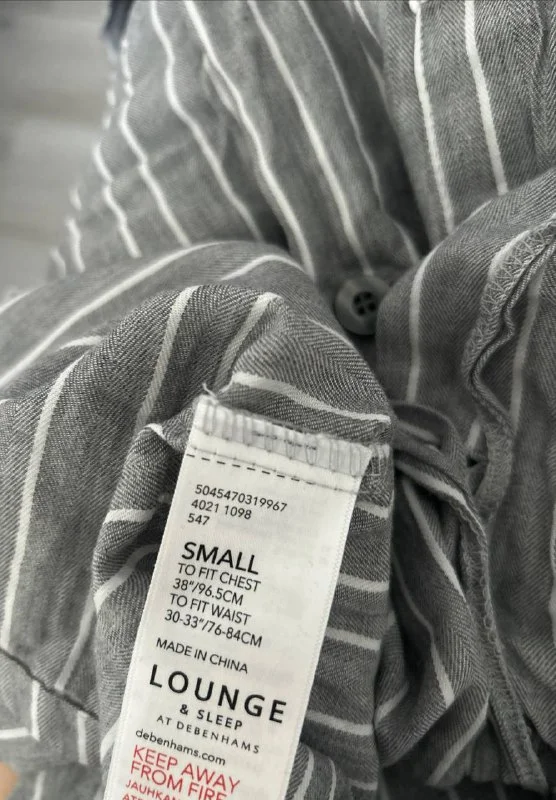 5045470319967
4021 1098
547
SMALL
TO FIT CHEST
38"/96.5CM
TO FIT WAIST
30-33"/76-84CM
MADE IN CHINA
LOUNGE
& SLEEP
AT DEBENHAMS
debenhams.com
KEEP AWAY
FROM FIRE